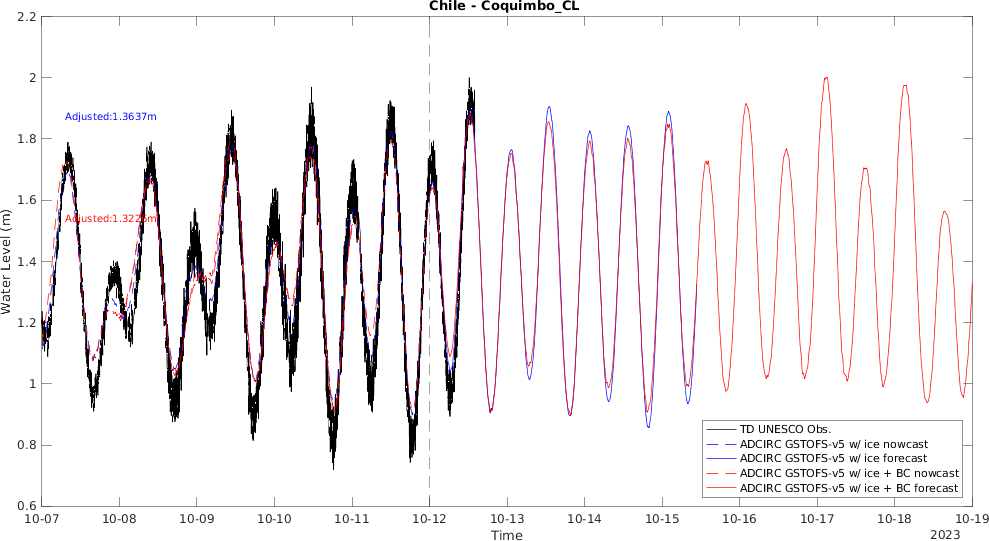 Chile - Coquimbo_CL
2.2
2
1.8
1.6
1.4
1.2
1
0.8
0.6
Water Level (m)
Adjusted:1.3637m
Adjusted:1.3226m
TD UNESCO Obs.
ADCIRC GSTOFS-v5 w/ ice nowcast
ADCIRC GSTOFS-v5 w/ ice forecast
ADCIRC GSTOFS-v5 w/ ice + BC nowcast
ADCIRC GSTOFS-v5 w/ ice + BC forecast
10-07 10-08 10-09 10-10 10-11 10-12 10-13 10-14 10-15 10-16 10-17 10-18 10-19
Time
2023